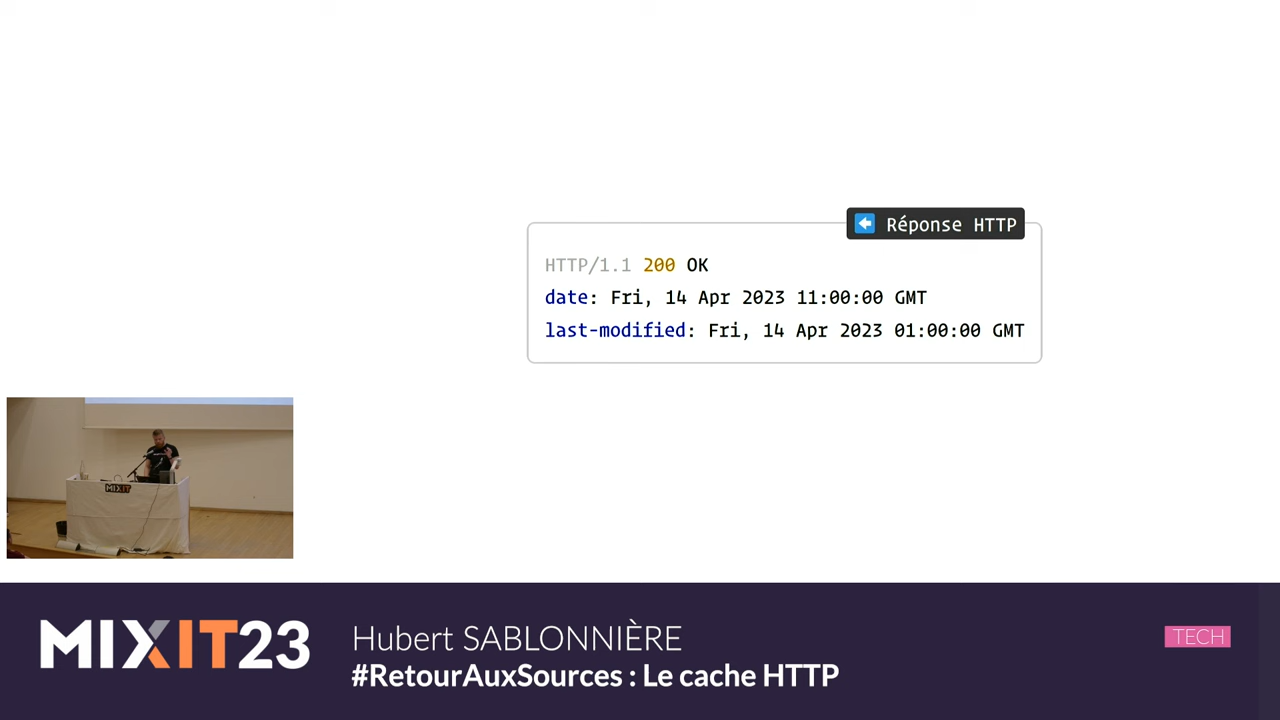 Réponse HTTP
HTTP/1.1 200 OK
date: Fri, 14 Apr 2023 11:00:00 GMT
last-modified: Fri, 14 Apr 2023 01:00:00 GMT
MIXIT
MIXIT23
Hubert SABLONNIÈRE
TECH
#RetourAuxSources : Le cache HTTP